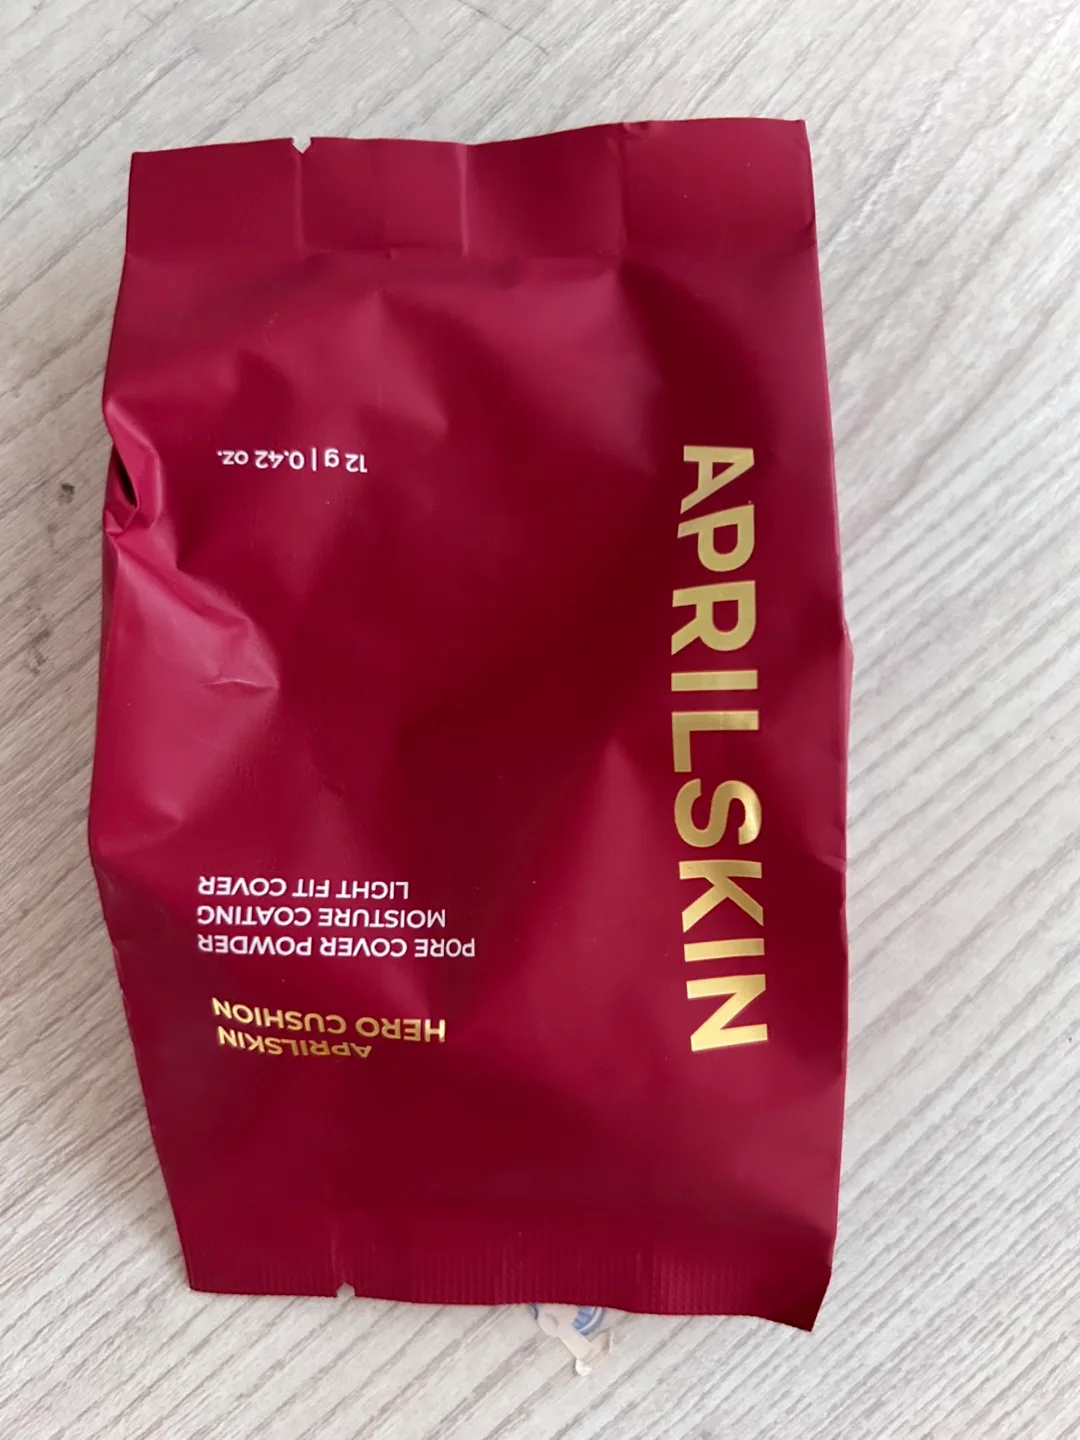 APRILSKIN
APRILSKIN
HERO CUSHION
PORE COVER POWDER
MOISTURE COATING
LIGHT FIT COVER
12 g | 0.42 oz.